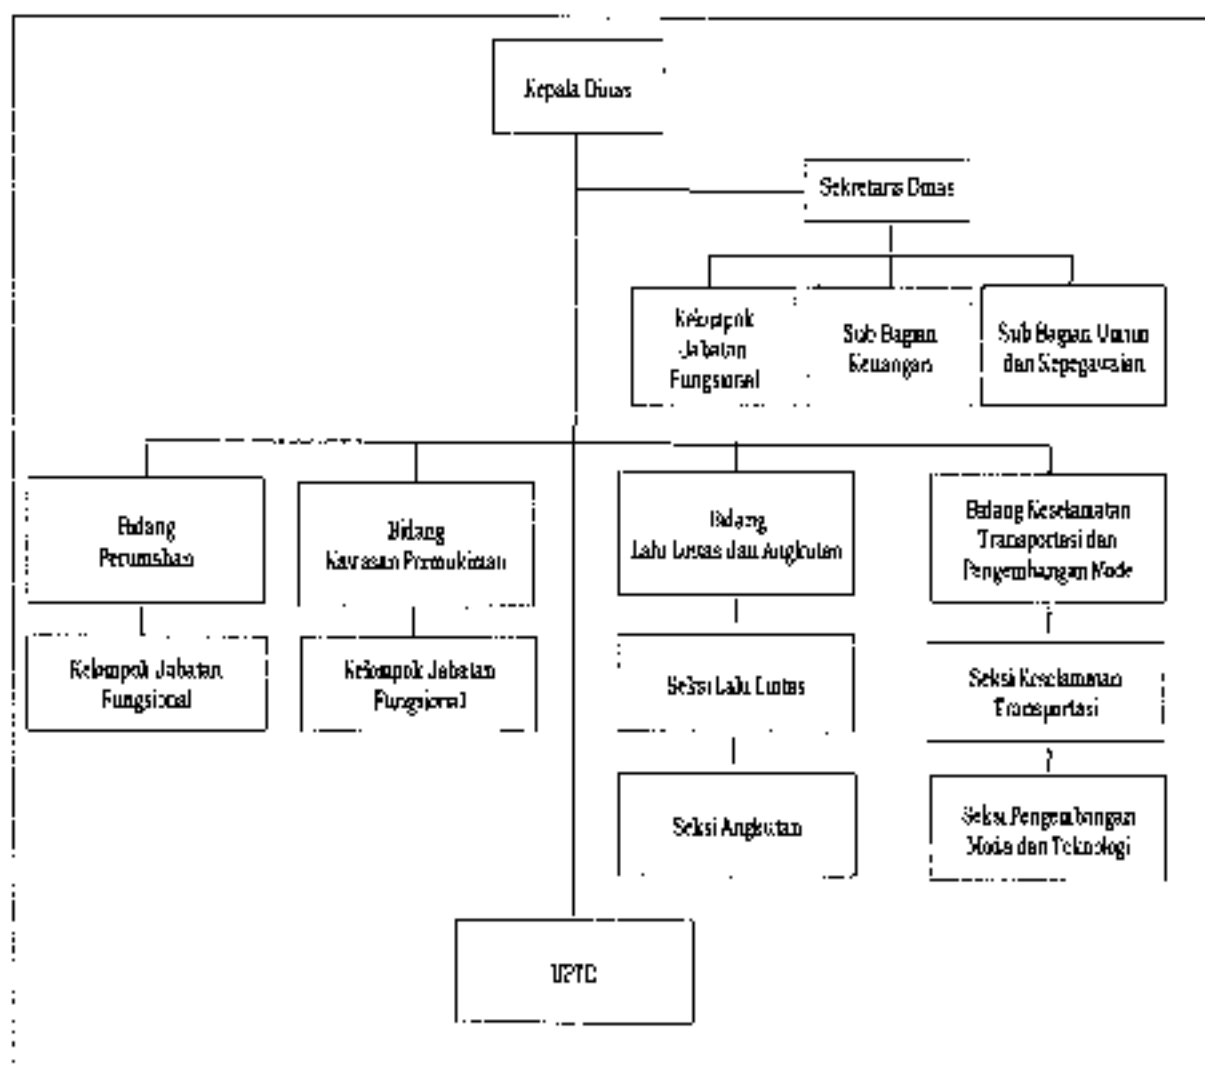 Kepala Dinas
Sekretaris Dinas
Kelompok
Jabatan
Fungsional
Sub Bagian
Keuangan
Sub Bagian Umum
dan Kepegawaian
Bidang
Perumahan
Bidang
Kawasan Permukiman
Bidang
Lalu Lintas dan Angkutan
Bidang Keselamatan
Transportasi dan
Pengembangan Mode
Kelompok Jabatan
Fungsional
Kelompok Jabatan
Fungsional
Seksi Lalu Lintas
Seksi Keselamatan
Transportasi
Seksi Angkutan
Seksi Pengembangan
Moda dan Teknologi
UPTD